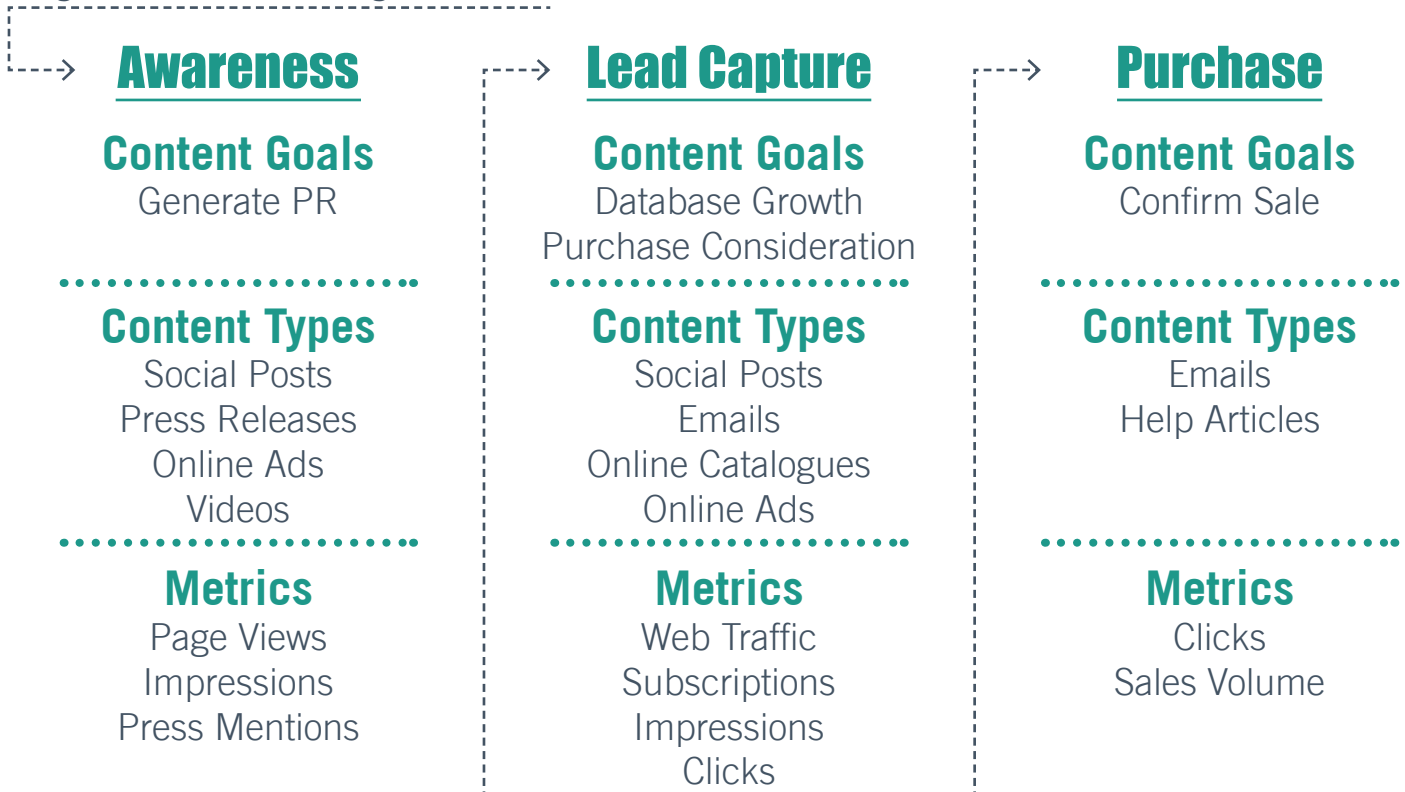 Awareness
Content Goals
Generate PR
Content Types
Social Posts
Press Releases
Online Ads
Videos
Metrics
Page Views
Impressions
Press Mentions
Lead Capture
Content Goals
Database Growth
Purchase Consideration
Content Types
Social Posts
Emails
Online Catalogues
Online Ads
Metrics
Web Traffic
Subscriptions
Impressions
Clicks
Purchase
Content Goals
Confirm Sale
Content Types
Emails
Help Articles
Metrics
Clicks
Sales Volume